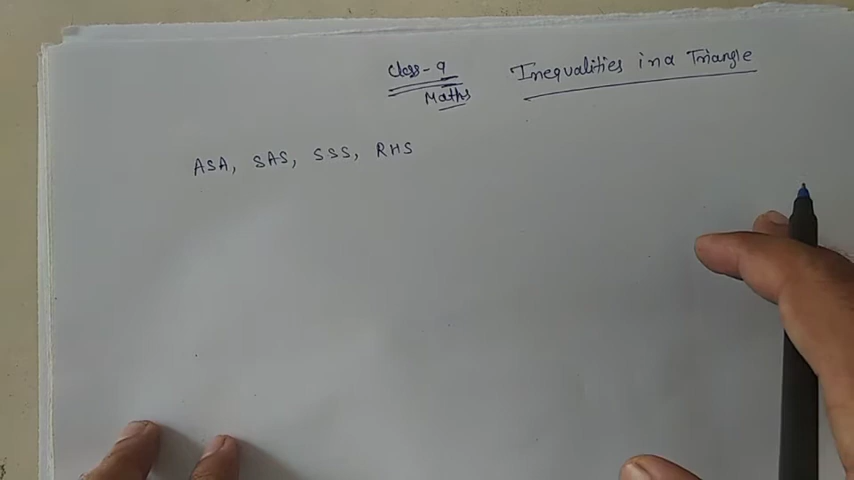 Class-9
Maths
Inequalities in a Triangle
ASA, SAS, SSS, RHS